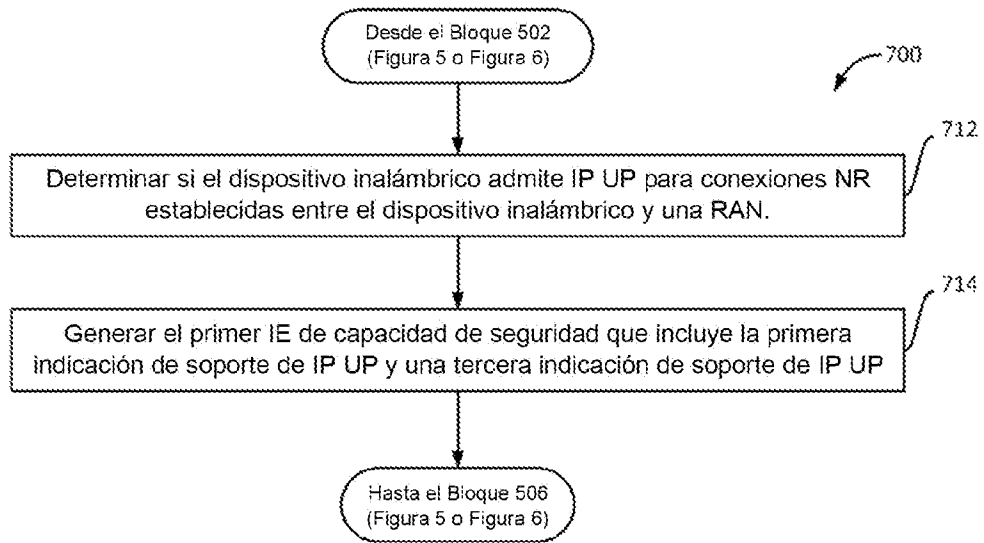 Desde el Bloque 502
(Figura 5 o Figura 6)
700
712
Determinar si el dispositivo inalámbrico admite IP UP para conexiones NR
establecidas entre el dispositivo inalámbrico y una RAN.
714
Generar el primer IE de capacidad de seguridad que incluye la primera
indicación de soporte de IP UP y una tercera indicación de soporte de IP UP
Hasta el Bloque 506
(Figura 5 o Figura 6)